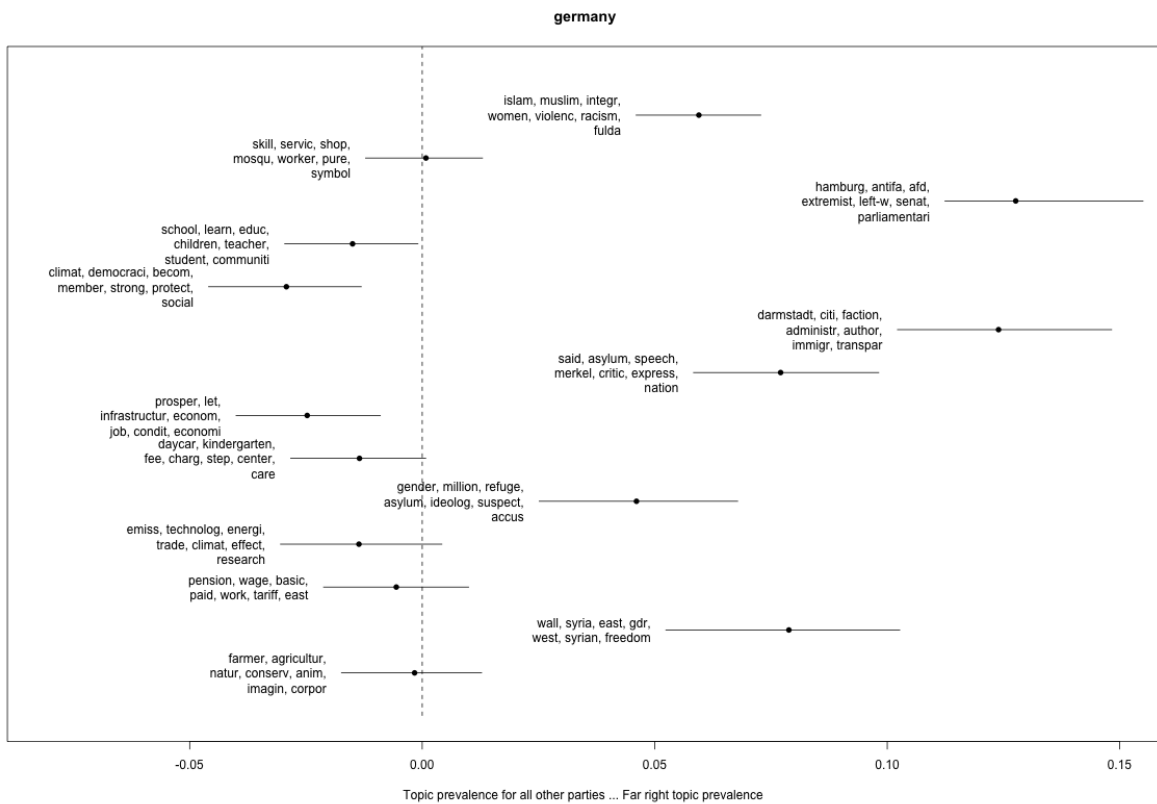 germany
islam, muslim, integr,
women, violenc, racism,
fulda
skill, servic, shop,
mosqu, worker, pure,
symbol
hamburg, antifa, afd,
extremist, left-w, senat,
parliamentari
school, learn, educ,
children, teacher,
student, communiti
climat, democraci, becom,
member, strong, protect,
social
darmstadt, citi, faction,
administr, author,
immigr, transpar
said, asylum, speech,
merkel, critic, express,
nation
prosper, let,
infrastructur, econom,
job, condit, economi
daycar, kindergarten,
fee, charg, step, center,
care
gender, million, refuge,
asylum, ideolog, suspect,
accus
emiss, technolog, energi,
trade, climat, effect,
research
pension, wage, basic,
paid, work, tariff, east
wall, syria, east, gdr,
west, syrian, freedom
farmer, agricultur,
natur, conserv, anim,
imagin, corpor
-0.05 0.00 0.05 0.10 0.15
Topic prevalence for all other parties ... Far right topic prevalence